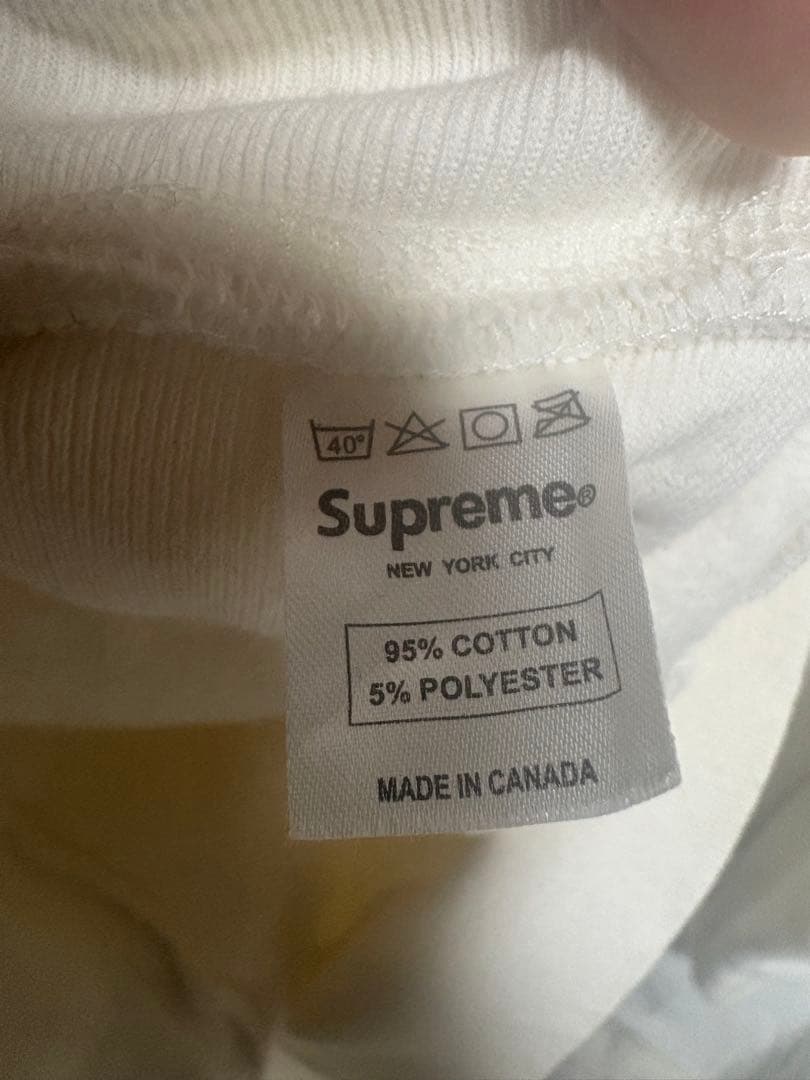 40°
Supreme®
NEW YORK CITY
95% COTTON
5% POLYESTER
MADE IN CANADA